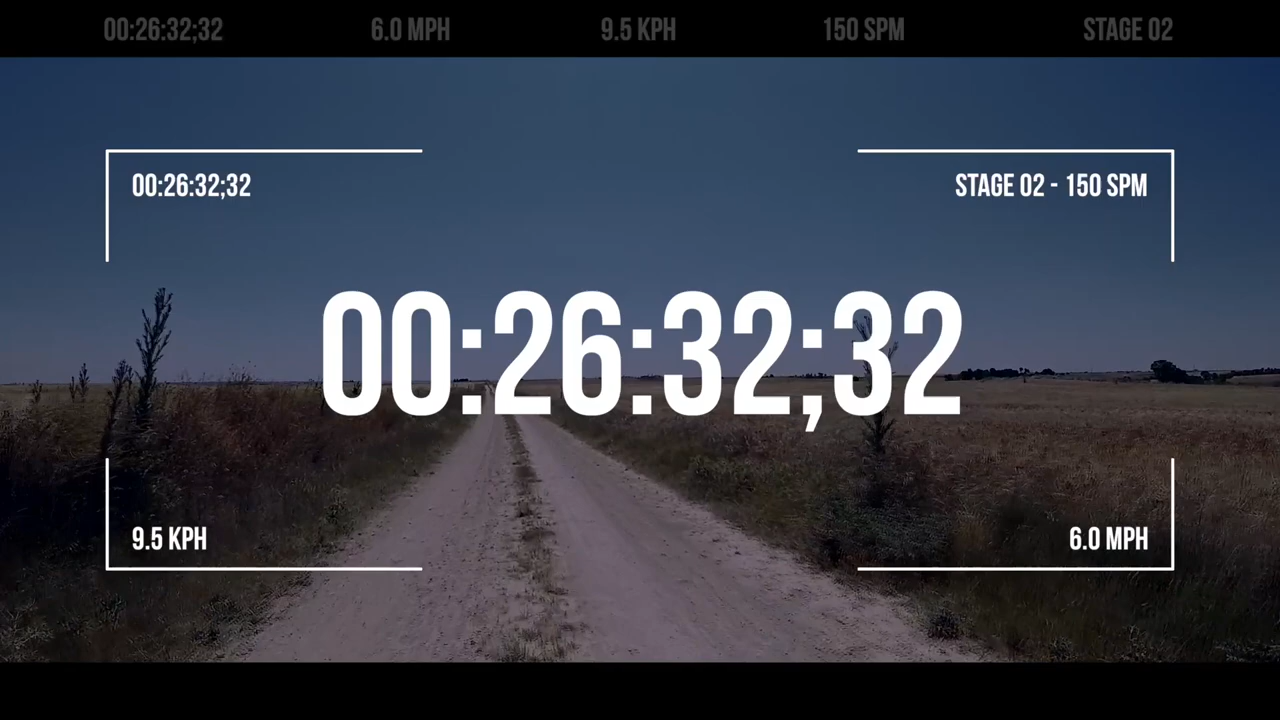 00:26:32;32 6.0 MPH 9.5 KPH 150 SPM STAGE 02
00:26:32;32 STAGE 02 - 150 SPM
00:26:32;32
9.5 KPH 6.0 MPH